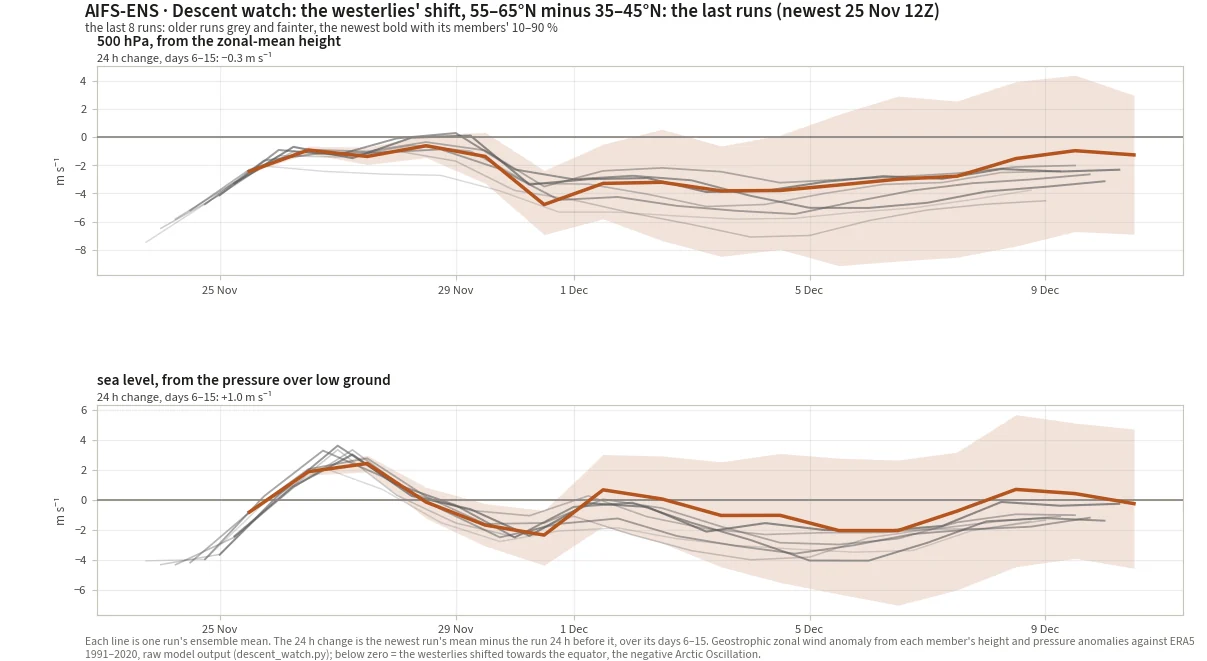 AIFS-ENS · Descent watch: the westerlies' shift, 55–65°N minus 35–45°N: the last runs (newest 25 Nov 12Z)
the last 8 runs: older runs grey and fainter, the newest bold with its members' 10–90 %
500 hPa, from the zonal-mean height
24 h change, days 6–15: −0.3 m s⁻¹
4
2
0
−2
−4
−6
−8
m s⁻¹
25 Nov
29 Nov
1 Dec
5 Dec
9 Dec
sea level, from the pressure over low ground
24 h change, days 6–15: +1.0 m s⁻¹
6
4
2
0
−2
−4
−6
m s⁻¹
25 Nov
29 Nov
1 Dec
5 Dec
9 Dec
Each line is one run's ensemble mean. The 24 h change is the newest run's mean minus the run 24 h before it, over its days 6–15. Geostrophic zonal wind anomaly from each member's height and pressure anomalies against ERA5
1991–2020, raw model output (descent_watch.py); below zero = the westerlies shifted towards the equator, the negative Arctic Oscillation.